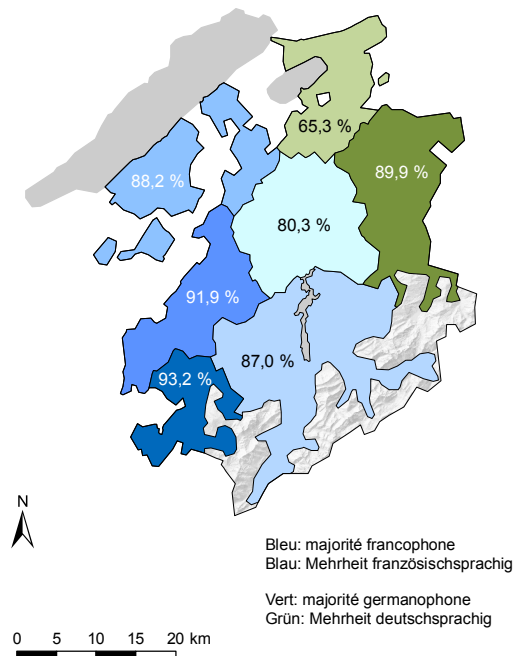 65,3 %
89,9 %
88,2 %
80,3 %
91,9 %
87,0 %
93,2 %
N
Bleu: majorité francophone
Blau: Mehrheit französischsprachig
Vert: majorité germanophone
Grün: Mehrheit deutschsprachig
0 5 10 20 km